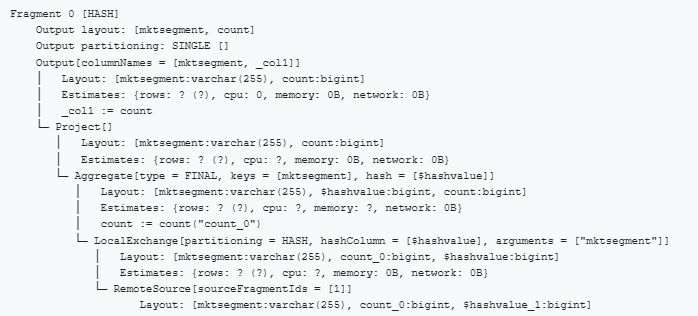 Fragment 0 [HASH]
    Output layout: [mktsegment, count]
    Output partitioning: SINGLE []
    Output[columnNames = [mktsegment, _col1]]
    │   Layout: [mktsegment:varchar(255), count:bigint]
    │   Estimates: {rows: ? (?), cpu: 0, memory: 0B, network: 0B}
    │   _col1 := count
    └─ Project[]
       │   Layout: [mktsegment:varchar(255), count:bigint]
       │   Estimates: {rows: ? (?), cpu: ?, memory: 0B, network: 0B}
       └─ Aggregate[type = FINAL, keys = [mktsegment], hash = [$hashvalue]]
          │   Layout: [mktsegment:varchar(255), $hashvalue:bigint, count:bigint]
          │   Estimates: {rows: ? (?), cpu: ?, memory: ?, network: 0B}
          │   count := count("count_0")
          └─ LocalExchange[partitioning = HASH, hashColumn = [$hashvalue], arguments = ["mktsegment"]]
             │   Layout: [mktsegment:varchar(255), count_0:bigint, $hashvalue:bigint]
             │   Estimates: {rows: ? (?), cpu: ?, memory: 0B, network: 0B}
             └─ RemoteSource[sourceFragmentIds = [1]]
                    Layout: [mktsegment:varchar(255), count_0:bigint, $hashvalue_1:bigint]